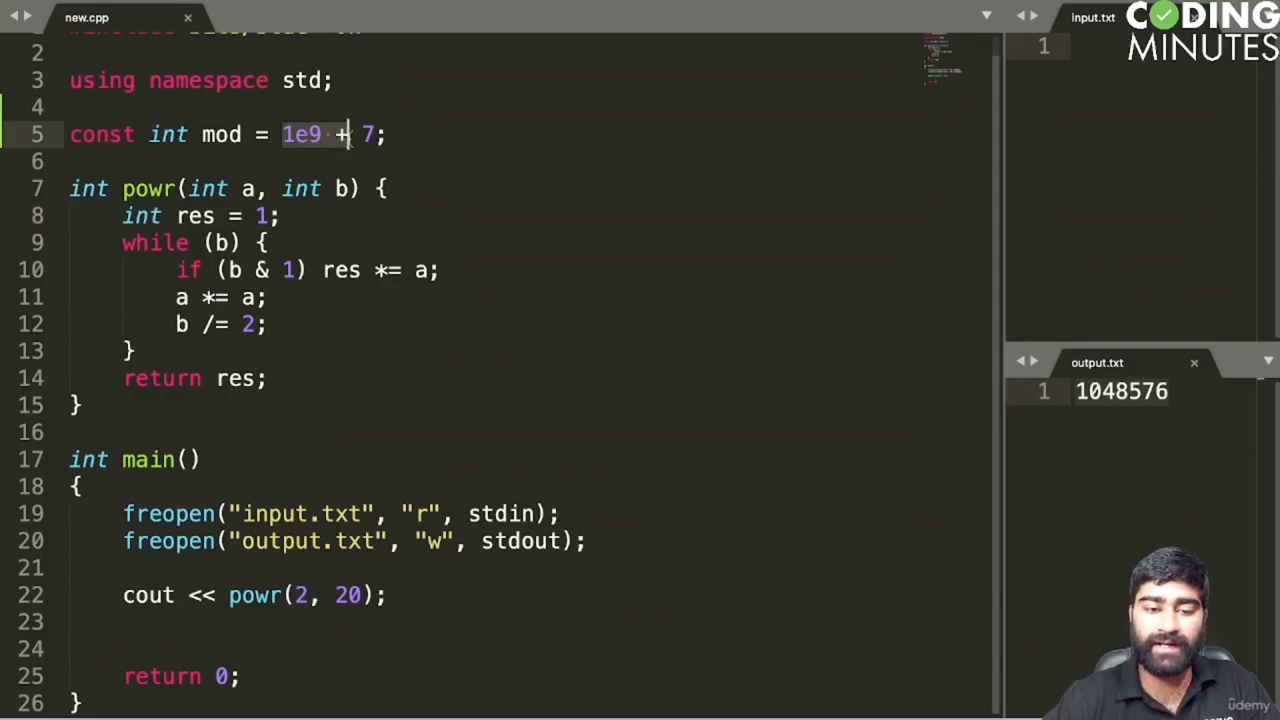 new.cpp
input.txt
CODING
MINUTES
1
2
3 using namespace std;
4
5 const int mod = 1e9 + 7;
6
7 int powr(int a, int b) {
8 int res = 1;
9 while (b) {
10 if (b & 1) res *= a;
11 a *= a;
12 b /= 2;
13 }
14 return res;
15 }
16
17 int main()
18 {
19 freopen("input.txt", "r", stdin);
20 freopen("output.txt", "w", stdout);
21
22 cout << powr(2, 20);
23
24
25 return 0;
26 }
output.txt
1 1048576
udemy